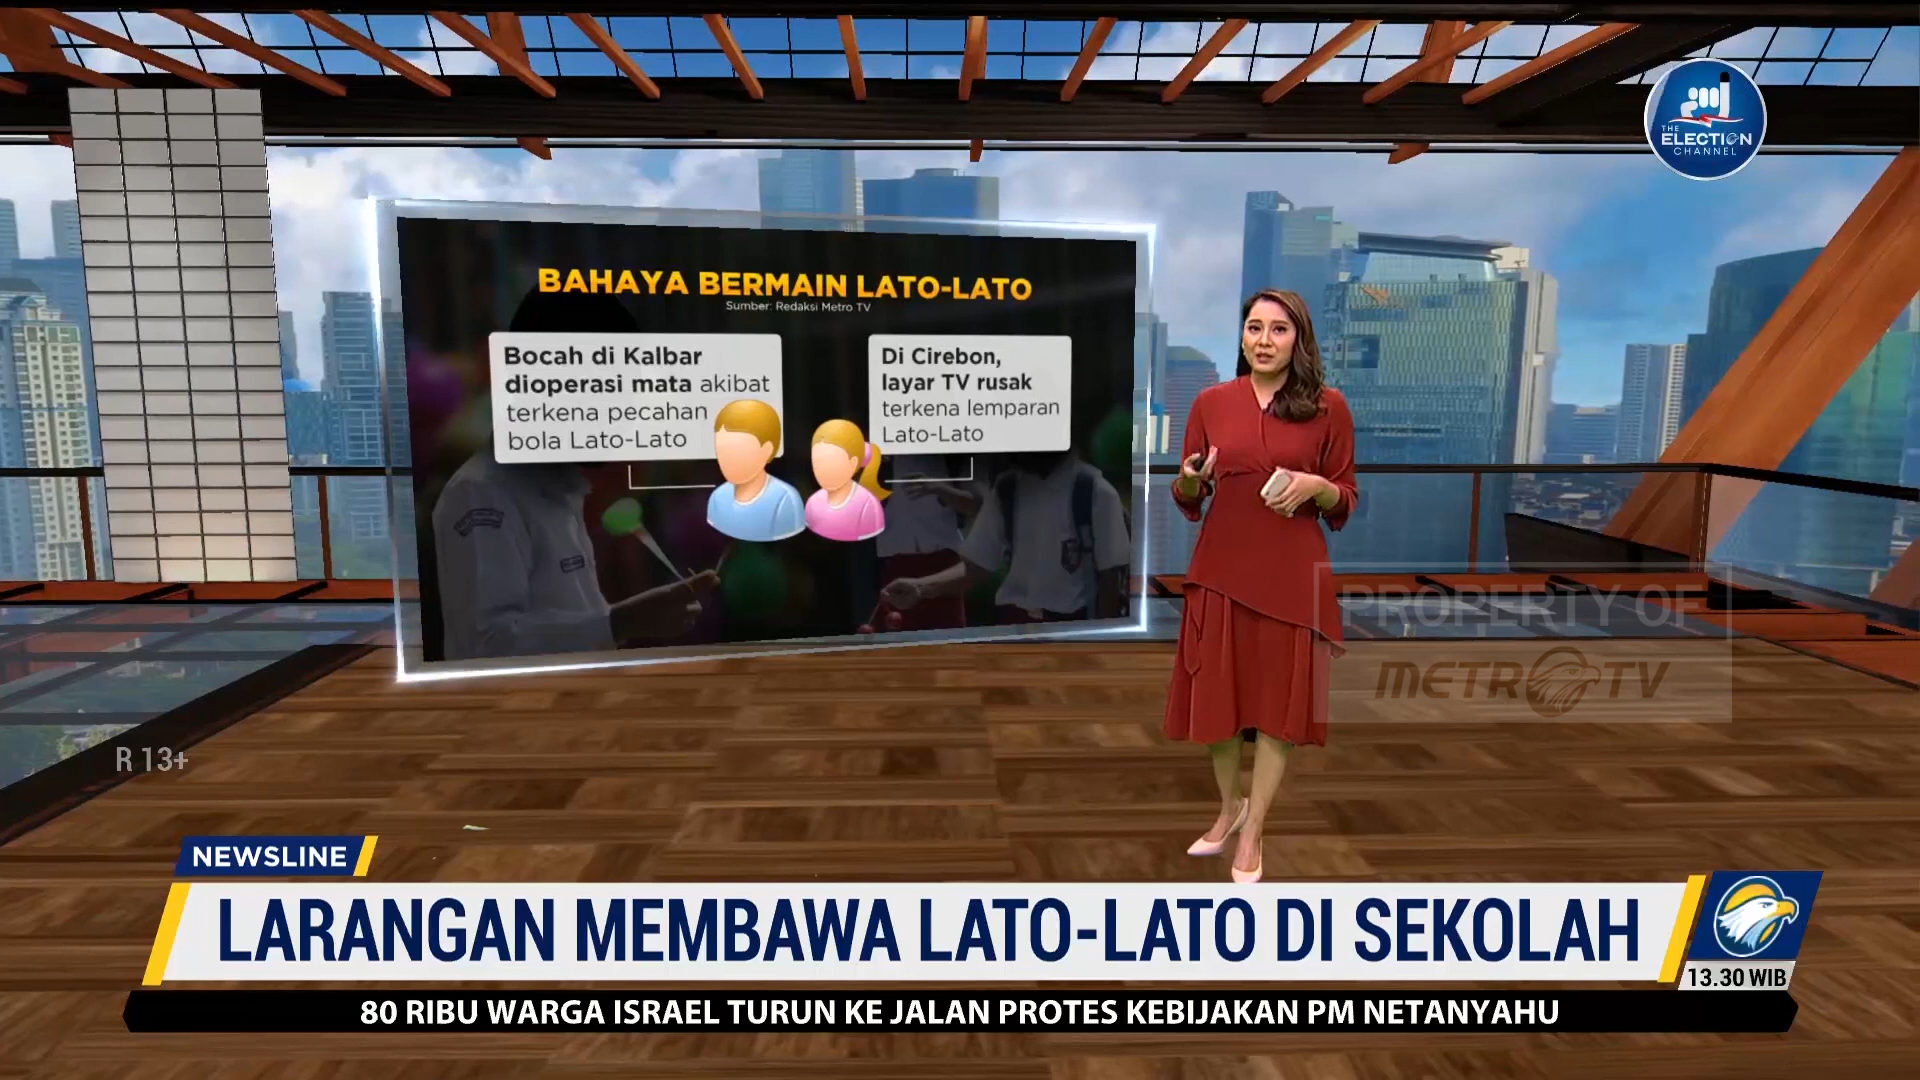 THE
ELECTION
CHANNEL
BAHAYA BERMAIN LATO-LATO
Sumber: Redaksi Metro TV
Bocah di Kalbar
dioperasi mata akibat
terkena pecahan
bola Lato-Lato
Di Cirebon,
layar TV rusak
terkena lemparan
Lato-Lato
PROPERTY OF
METRO TV
R 13+
NEWSLINE
LARANGAN MEMBAWA LATO-LATO DI SEKOLAH
13.30 WIB
80 RIBU WARGA ISRAEL TURUN KE JALAN PROTES KEBIJAKAN PM NETANYAHU